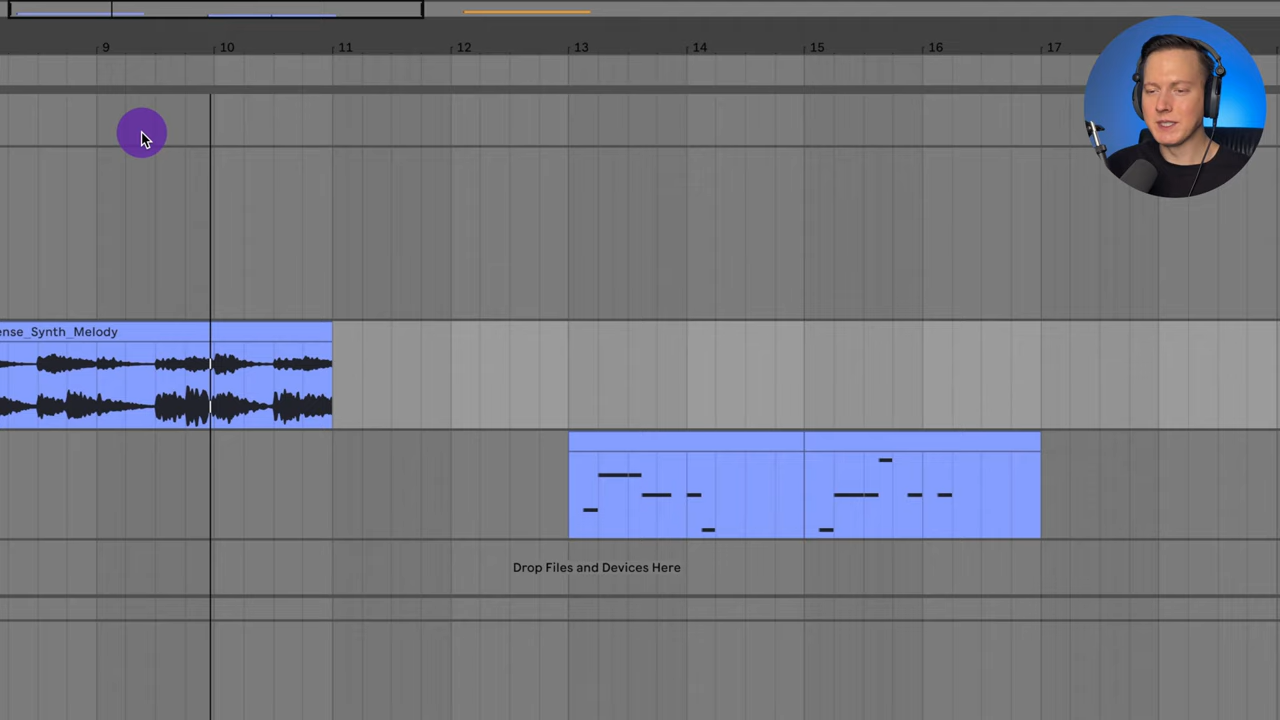 9 10 11 12 13 14 15 16 17
ense_Synth_Melody
Drop Files and Devices Here